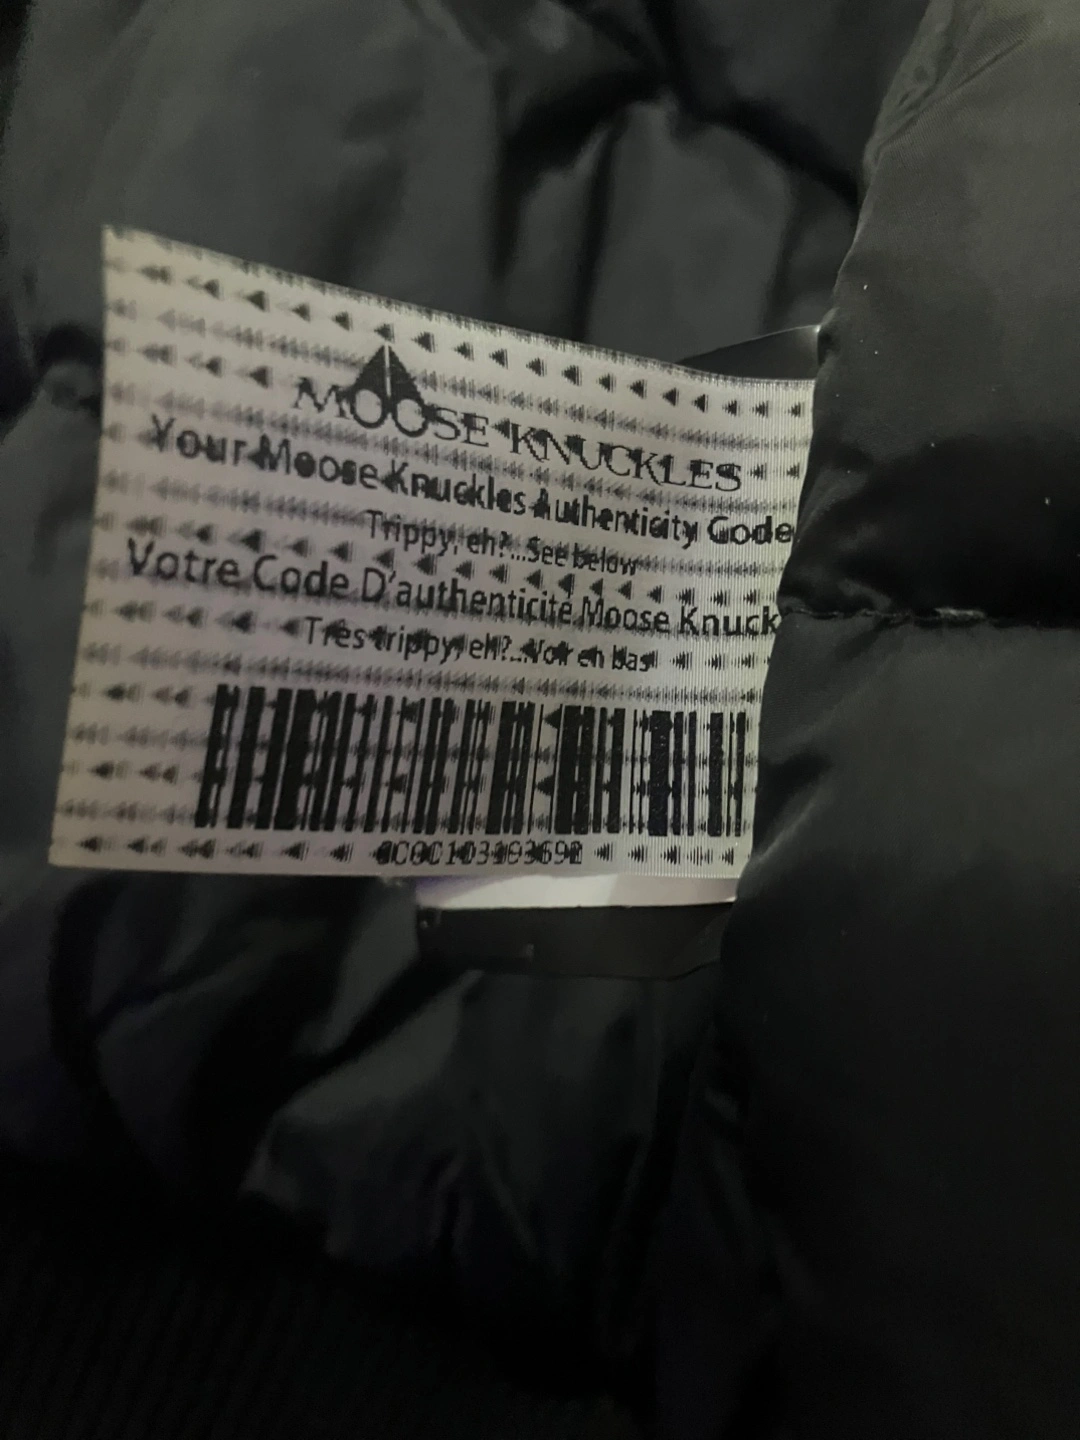 MOOSE KNUCKLES
Your Moose Knuckles Authenticity Code
Trippy, eh?...See below
Votre Code D'authenticité Moose Knuck
Très trippy, eh?...Voir en bas